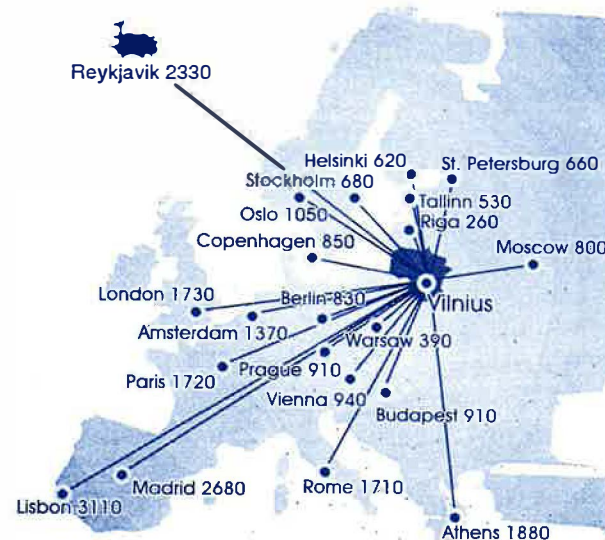 Reykjavik 2330
Helsinki 620
St. Petersburg 660
Stockholm 680
Tallinn 530
Oslo 1050
Riga 260
Copenhagen 850
Moscow 800
London 1730
Berlin 830
Vilnius
Amsterdam 1370
Warsaw 390
Prague 910
Paris 1720
Vienna 940
Budapest 910
Madrid 2680
Rome 1710
Lisbon 3110
Athens 1880